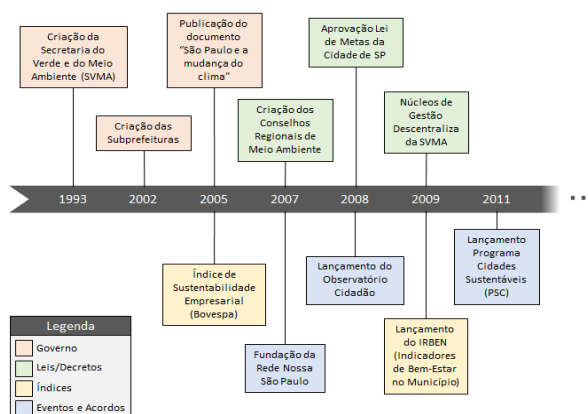 Criação da
Secretaria do
Verde e do Meio
Ambiente (SVMA)
Criação das
Subprefeituras
Publicação do
documento
“São Paulo e a
mudança do
clima”
Criação dos
Conselhos
Regionais de
Meio Ambiente
Aprovação Lei
de Metas da
Cidade de SP
Núcleos de
Gestão
Descentraliza
da SVMA
1993
2002
2005
2007
2008
2009
2011
Índice de
Sustentabilidade
Empresarial
(Bovespa)
Fundação da
Rede Nossa
São Paulo
Lançamento do
Observatório
Cidadão
Lançamento
do IRBEN
(Indicadores
de Bem-Estar
no Município)
Lançamento
Programa
Cidades
Sustentáveis
(PSC)
Legenda
Governo
Leis/Decretos
Índices
Eventos e Acordos